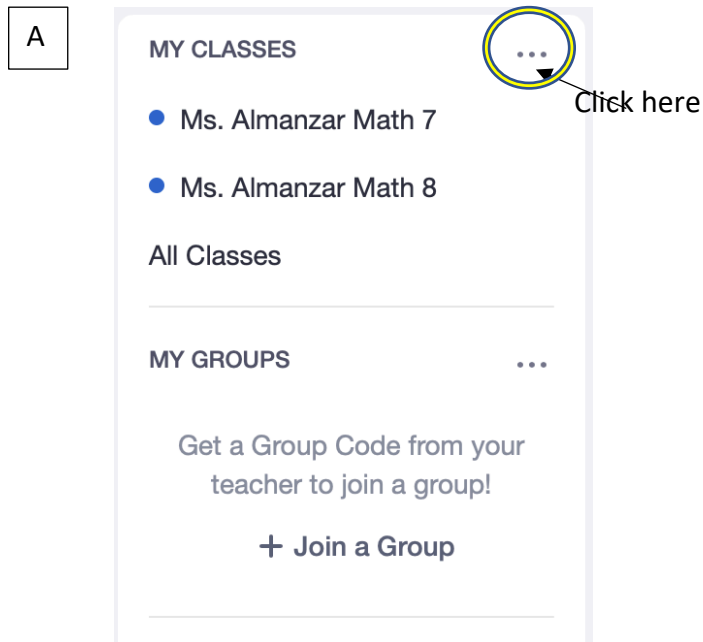 A
MY CLASSES ...
Click here
Ms. Almanzar Math 7
Ms. Almanzar Math 8
All Classes
MY GROUPS ...
Get a Group Code from your
teacher to join a group!
+ Join a Group